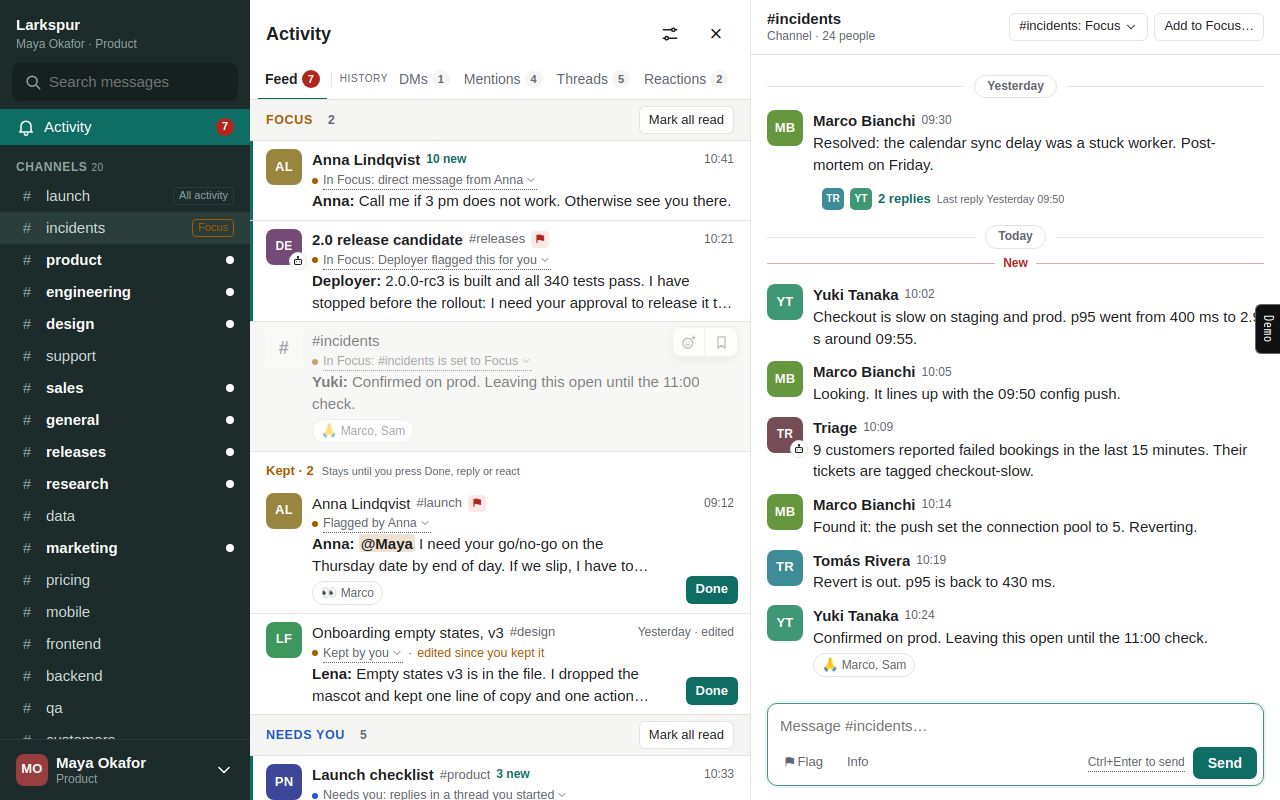 Larkspur
Maya Okafor · Product
Search messages
Activity
7
CHANNELS 20
# launch All activity
# incidents Focus
# product
# engineering
# design
# support
# sales
# general
# releases
# research
# data
# marketing
# pricing
# mobile
# frontend
# backend
# qa
# customers
MO
Maya Okafor
Product
Activity
Feed 7 HISTORY DMs 1 Mentions 4 Threads 5 Reactions 2
FOCUS 2 Mark all read
AL
Anna Lindqvist 10 new 10:41
In Focus: direct message from Anna
Anna: Call me if 3 pm does not work. Otherwise see you there.
DE
2.0 release candidate #releases 10:21
In Focus: Deployer flagged this for you
Deployer: 2.0.0-rc3 is built and all 340 tests pass. I have
stopped before the rollout: I need your approval to release it t…
#
#incidents
In Focus: #incidents is set to Focus
Yuki: Confirmed on prod. Leaving this open until the 11:00
check.
🙏 Marco, Sam
Kept · 2 Stays until you press Done, reply or react
AL
Anna Lindqvist #launch 09:12
Flagged by Anna
Anna: @Maya I need your go/no-go on the
Thursday date by end of day. If we slip, I have to…
👀 Marco
Done
LF
Onboarding empty states, v3 #design Yesterday · edited
Kept by you · edited since you kept it
Lena: Empty states v3 is in the file. I dropped the
mascot and kept one line of copy and one action…
Done
NEEDS YOU 5 Mark all read
PN
Launch checklist #product 3 new 10:33
Needs you: replies in a thread you started
#incidents
Channel · 24 people
#incidents: Focus
Add to Focus…
Yesterday
MB
Marco Bianchi 09:30
Resolved: the calendar sync delay was a stuck worker. Post-
mortem on Friday.
TR YT 2 replies Last reply Yesterday 09:50
Today
New
YT
Yuki Tanaka 10:02
Checkout is slow on staging and prod. p95 went from 400 ms to 2.9
s around 09:55.
MB
Marco Bianchi 10:05
Looking. It lines up with the 09:50 config push.
TR
Triage 10:09
9 customers reported failed bookings in the last 15 minutes. Their
tickets are tagged checkout-slow.
MB
Marco Bianchi 10:14
Found it: the push set the connection pool to 5. Reverting.
TR
Tomás Rivera 10:19
Revert is out. p95 is back to 430 ms.
YT
Yuki Tanaka 10:24
Confirmed on prod. Leaving this open until the 11:00 check.
🙏 Marco, Sam
Message #incidents…
Flag Info Ctrl+Enter to send Send
Demo